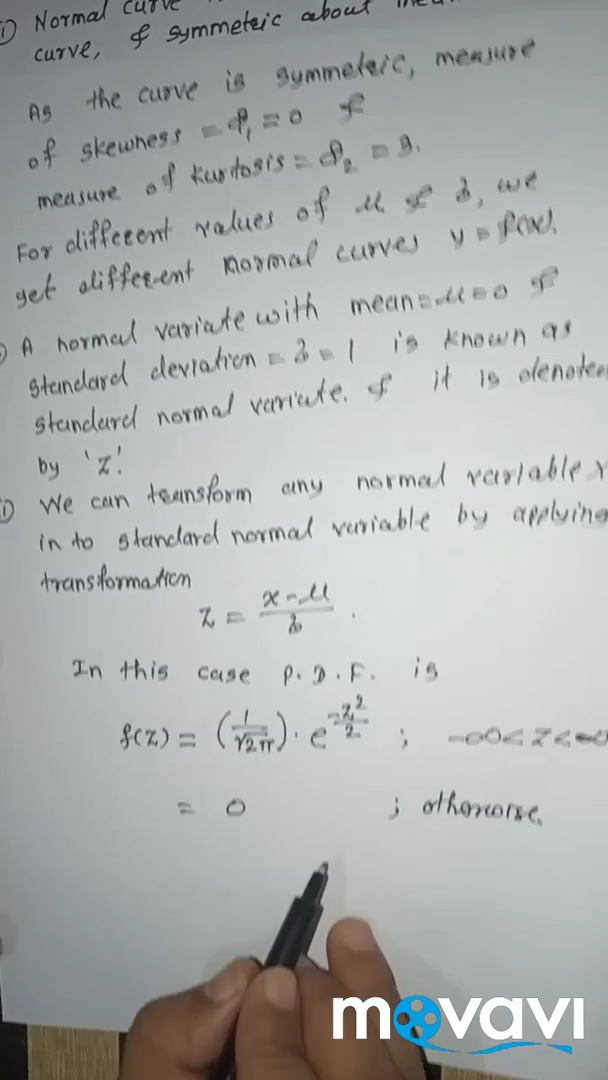 Normal curve
curve, & symmetric about mean
As the curve is symmetric, measure
of skewness = β₁ = 0 &
measure of kurtosis = β₂ = 3.
For different values of μ & σ, we
get different normal curves y = f(x).
A normal variate with mean = μ = 0 &
standard deviation = σ = 1 is known as
standard normal variate. & it is denoted
by 'Z'.
We can transform any normal variable X
in to standard normal variable by applying
transformation
Z = (x - μ)/σ .
In this case P.D.F. is
f(z) = (1/√2π) · e^(-z²/2) ; -∞ < Z < ∞
= 0 ; otherwise.
movavi